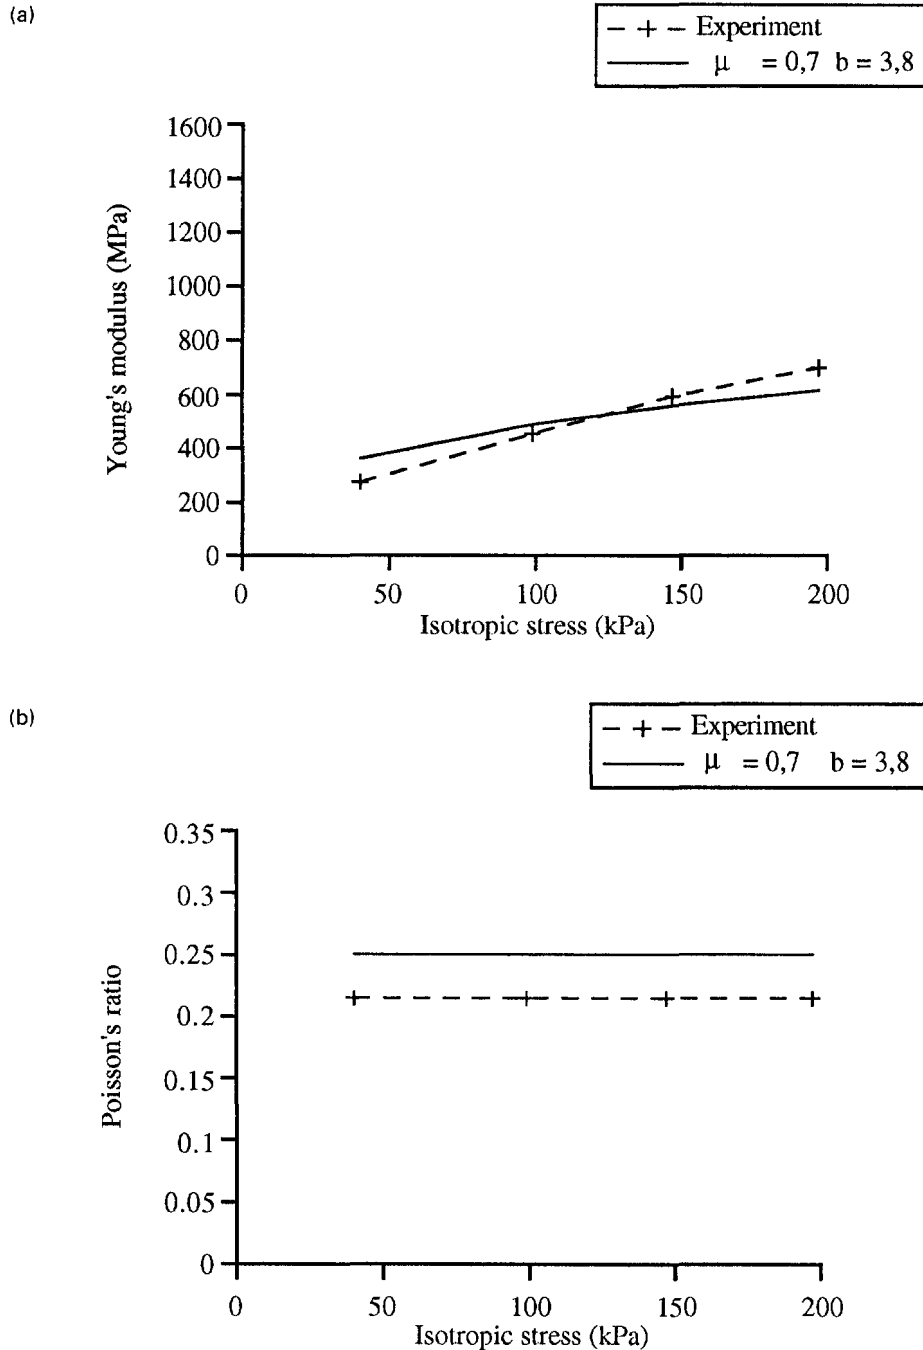 (a)
Experiment
μ = 0,7 b = 3,8
1600
1400
1200
1000
800
600
400
200
0
Young's modulus (MPa)
0 50 100 150 200
Isotropic stress (kPa)
(b)
Experiment
μ = 0,7 b = 3,8
0.35
0.3
0.25
0.2
0.15
0.1
0.05
0
Poisson's ratio
0 50 100 150 200
Isotropic stress (kPa)